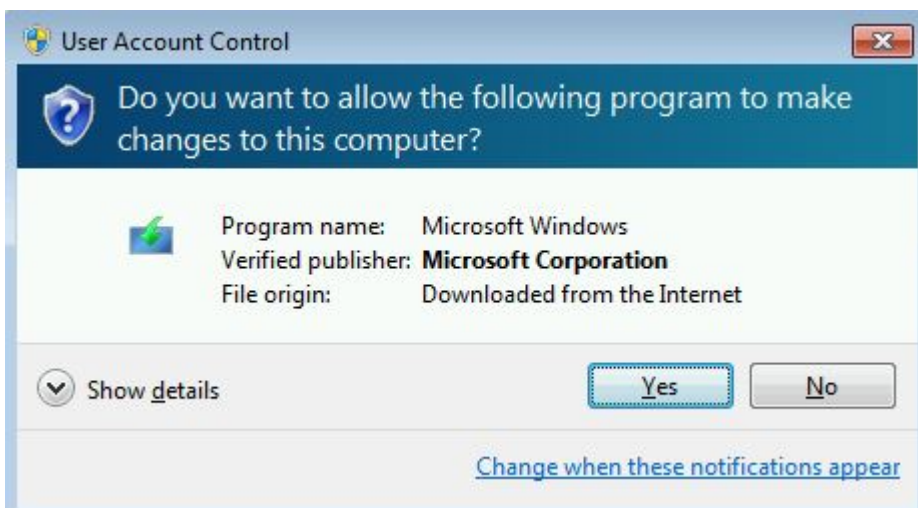 User Account Control
Do you want to allow the following program to make
changes to this computer?
Program name: Microsoft Windows
Verified publisher: Microsoft Corporation
File origin: Downloaded from the Internet
Show details
Yes No
Change when these notifications appear